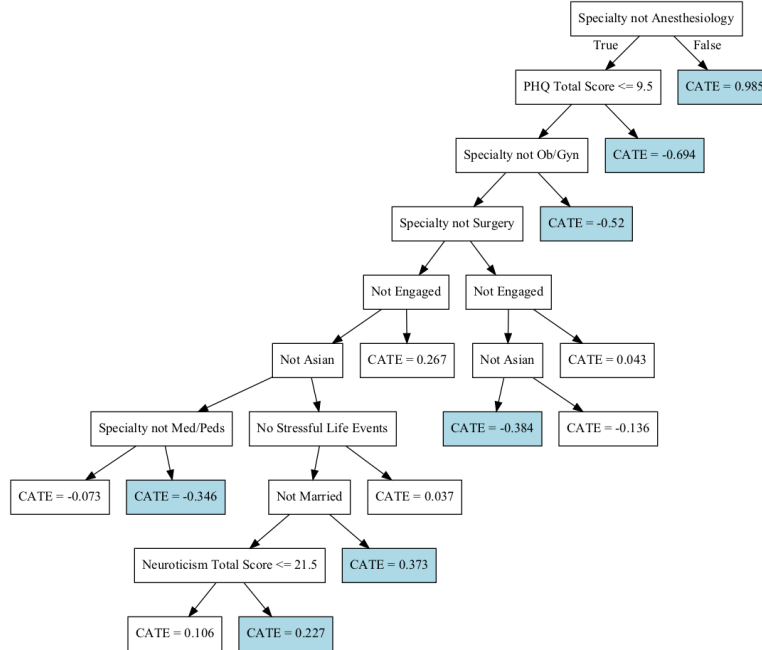 Specialty not Anesthesiology
True
False
PHQ Total Score <= 9.5
CATE = 0.985
Specialty not Ob/Gyn
CATE = -0.694
Specialty not Surgery
CATE = -0.52
Not Engaged
Not Engaged
Not Asian
CATE = 0.267
Not Asian
CATE = 0.043
Specialty not Med/Peds
No Stressful Life Events
CATE = -0.384
CATE = -0.136
CATE = -0.073
CATE = -0.346
Not Married
CATE = 0.037
Neuroticism Total Score <= 21.5
CATE = 0.373
CATE = 0.106
CATE = 0.227